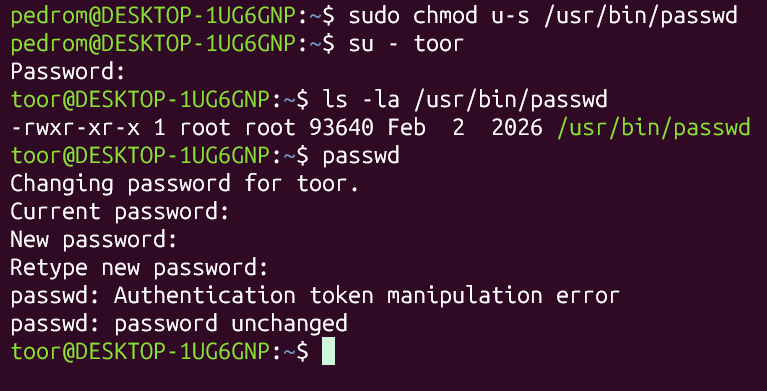 pedrom@DESKTOP-1UG6GNP:~$ sudo chmod u-s /usr/bin/passwd
pedrom@DESKTOP-1UG6GNP:~$ su - toor
Password:
toor@DESKTOP-1UG6GNP:~$ ls -la /usr/bin/passwd
-rwxr-xr-x 1 root root 93640 Feb  2  2026 /usr/bin/passwd
toor@DESKTOP-1UG6GNP:~$ passwd
Changing password for toor.
Current password:
New password:
Retype new password:
passwd: Authentication token manipulation error
passwd: password unchanged
toor@DESKTOP-1UG6GNP:~$